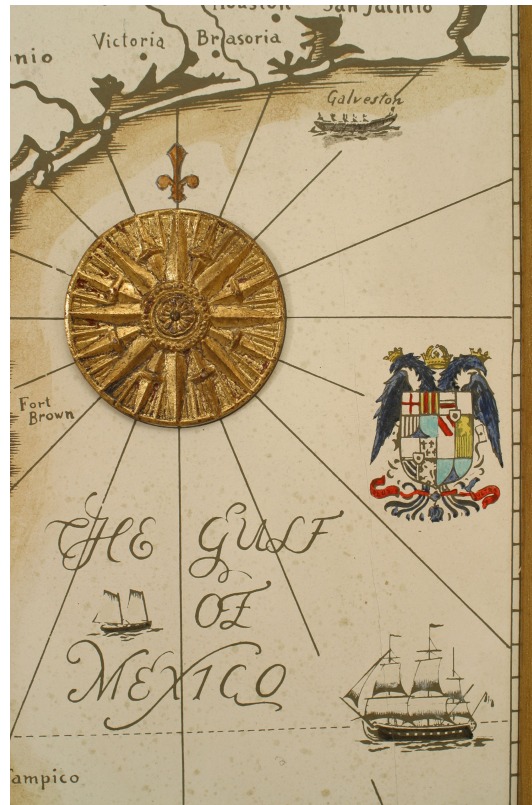 Houston San Jacinto
Victoria Brasoria
nio
Galveston
Fort
Brown
THE GULF
OF
MEXICO
ampico